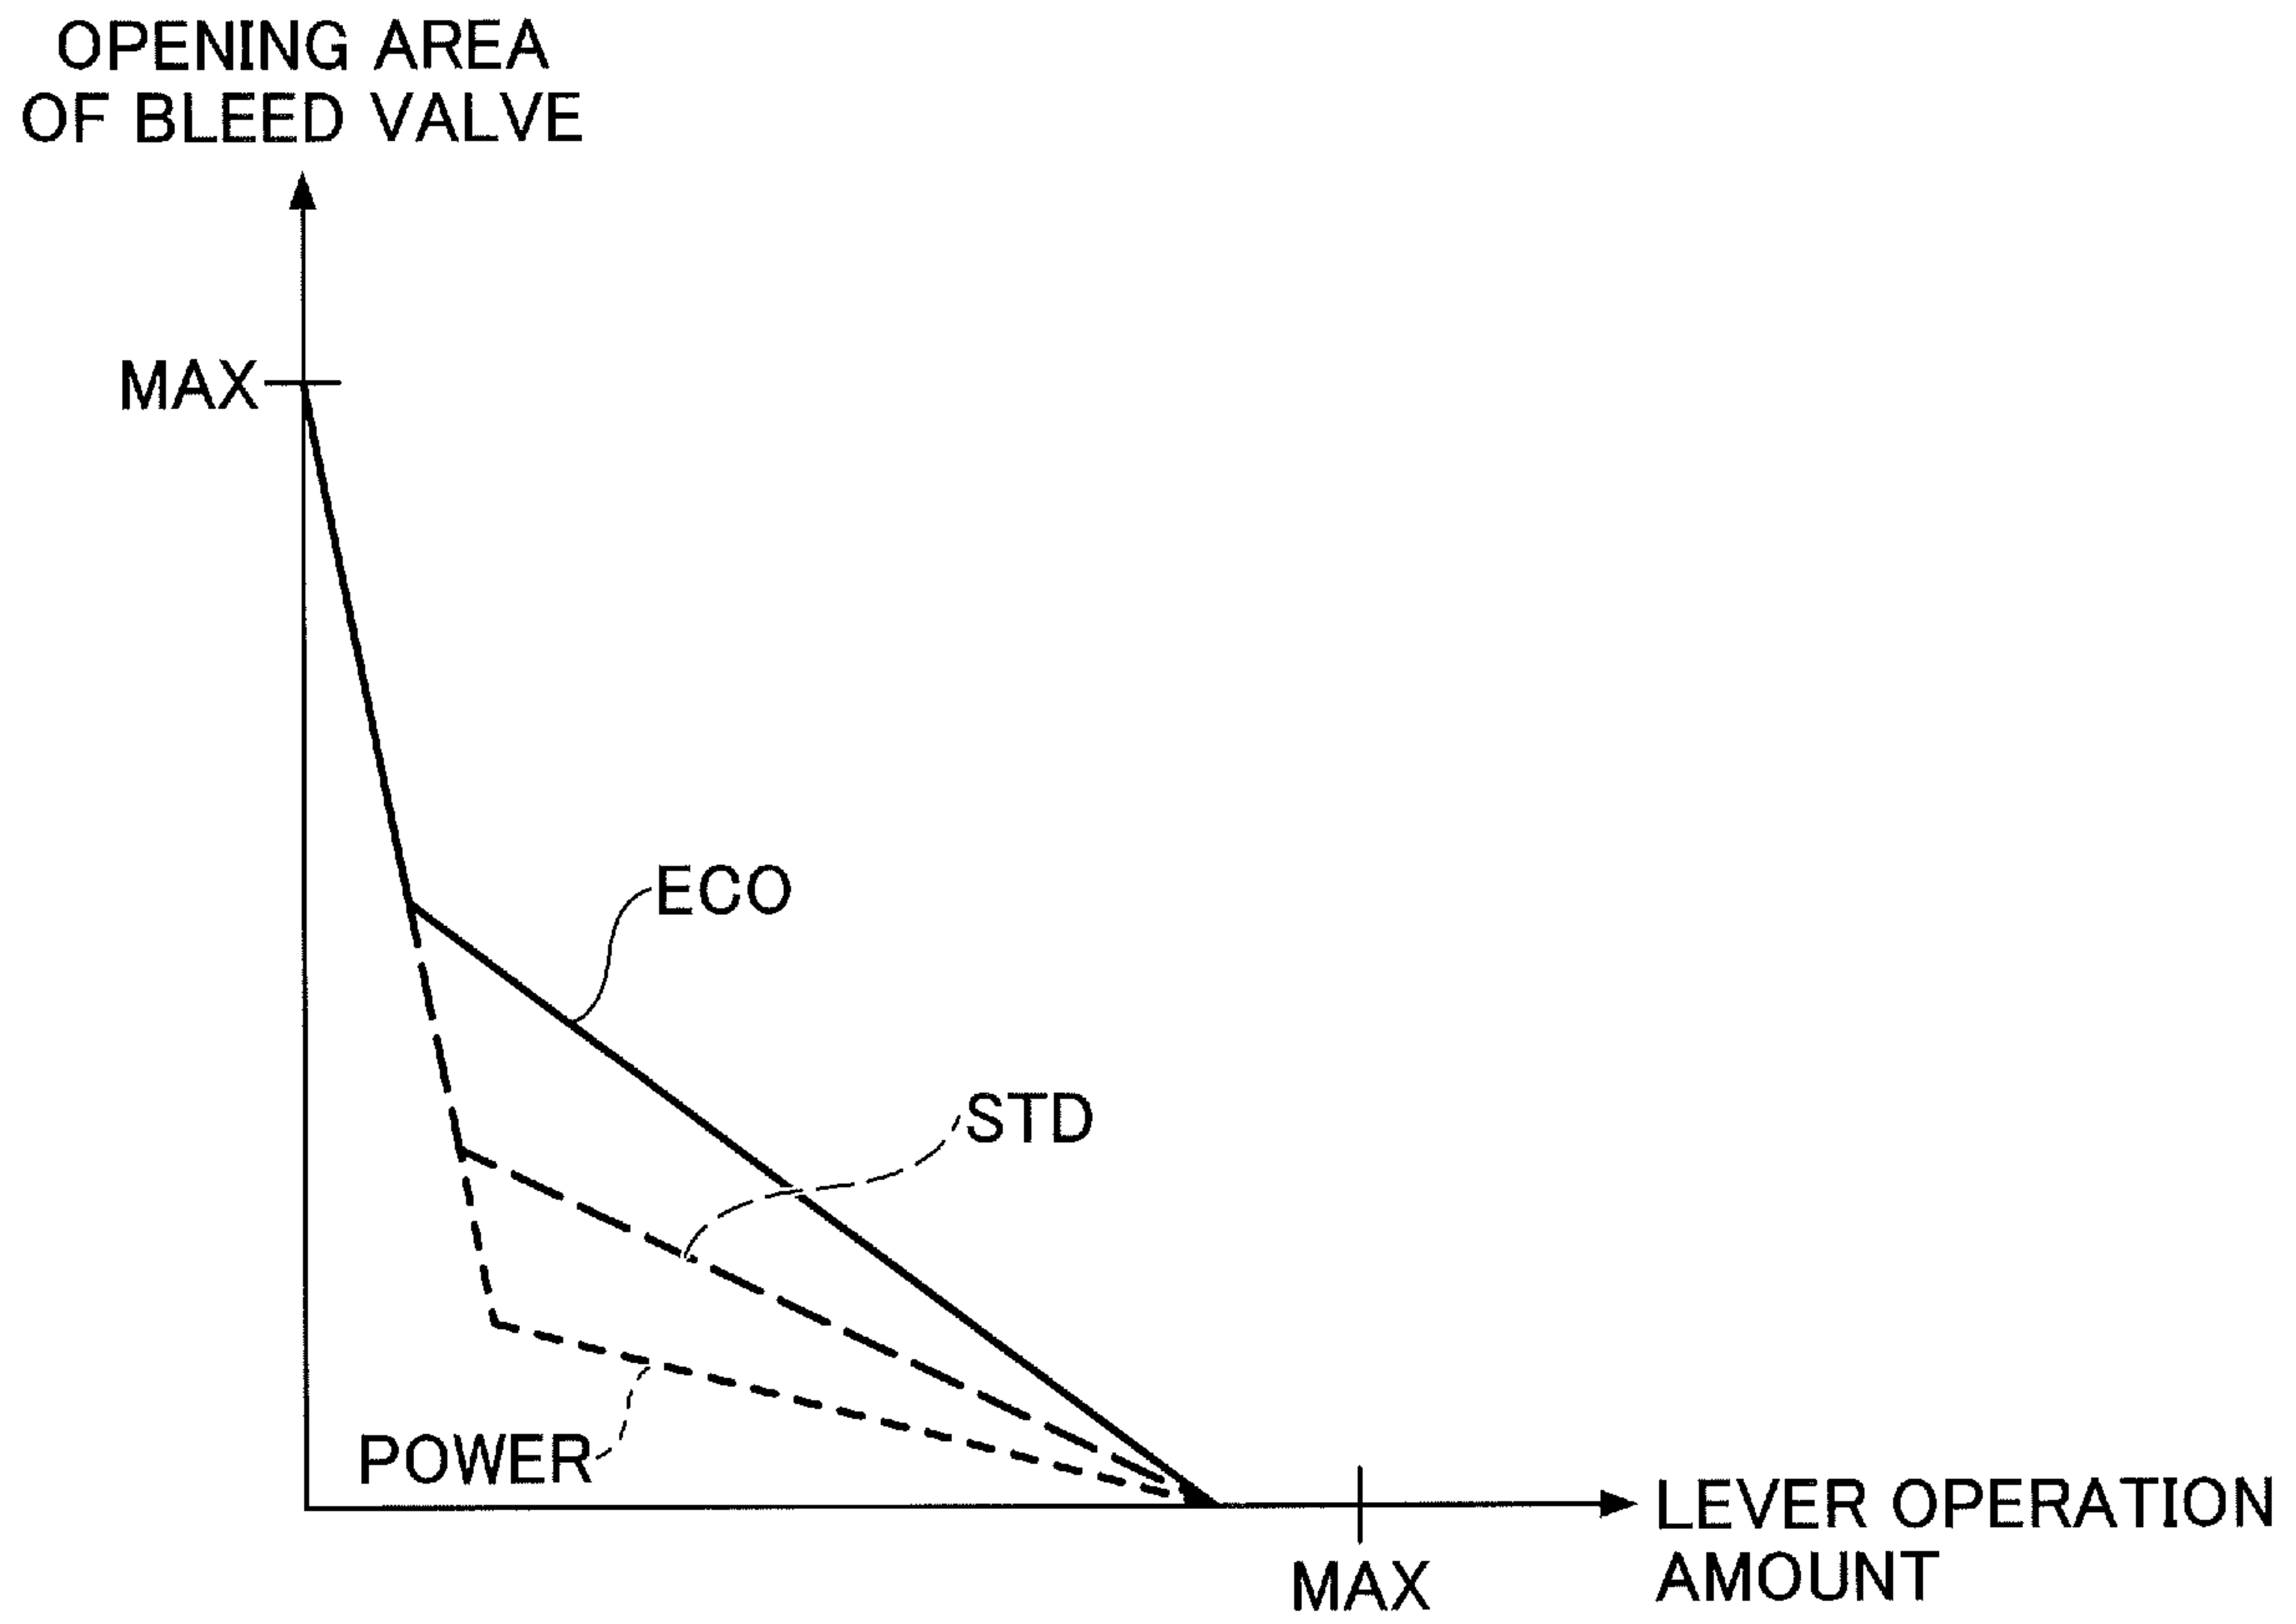 OPENING AREA
OF BLEED VALVE
MAX
ECO
STD
POWER
LEVER OPERATION
AMOUNT
MAX